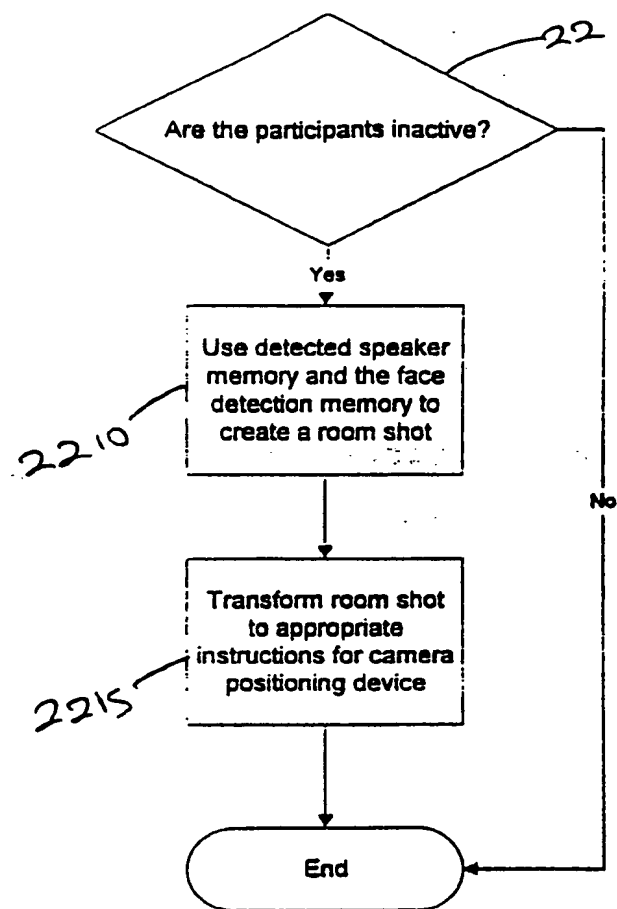 22
Are the participants inactive?
Yes
Use detected speaker
memory and the face
detection memory to
create a room shot
2210
No
Transform room shot
to appropriate
instructions for camera
positioning device
2215
End